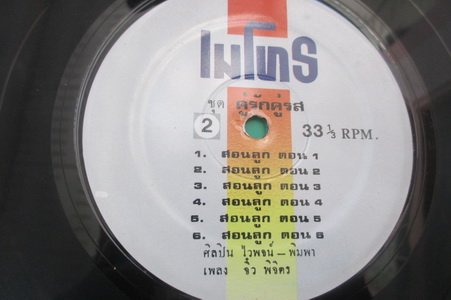 ไมโทร
ชุด คู่รักคู่รส
2 33 1/3 RPM.
1. สอนลูก ตอน 1
2. สอนลูก ตอน 2
3. สอนลูก ตอน 3
4. สอนลูก ตอน 4
5. สอนลูก ตอน 5
6. สอนลูก ตอน 6
ศิลปิน ไวพจน์ - พิมพา
เพลง จิ๋ว พิจิตร